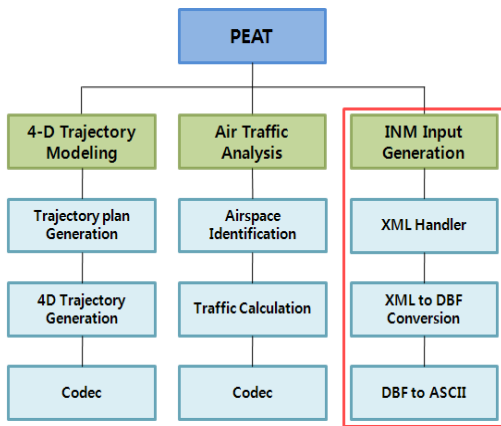 PEAT
4-D Trajectory
Modeling
Air Traffic
Analysis
INM Input
Generation
Trajectory plan
Generation
Airspace
Identification
XML Handler
4D Trajectory
Generation
Traffic Calculation
XML to DBF
Conversion
Codec
Codec
DBF to ASCII